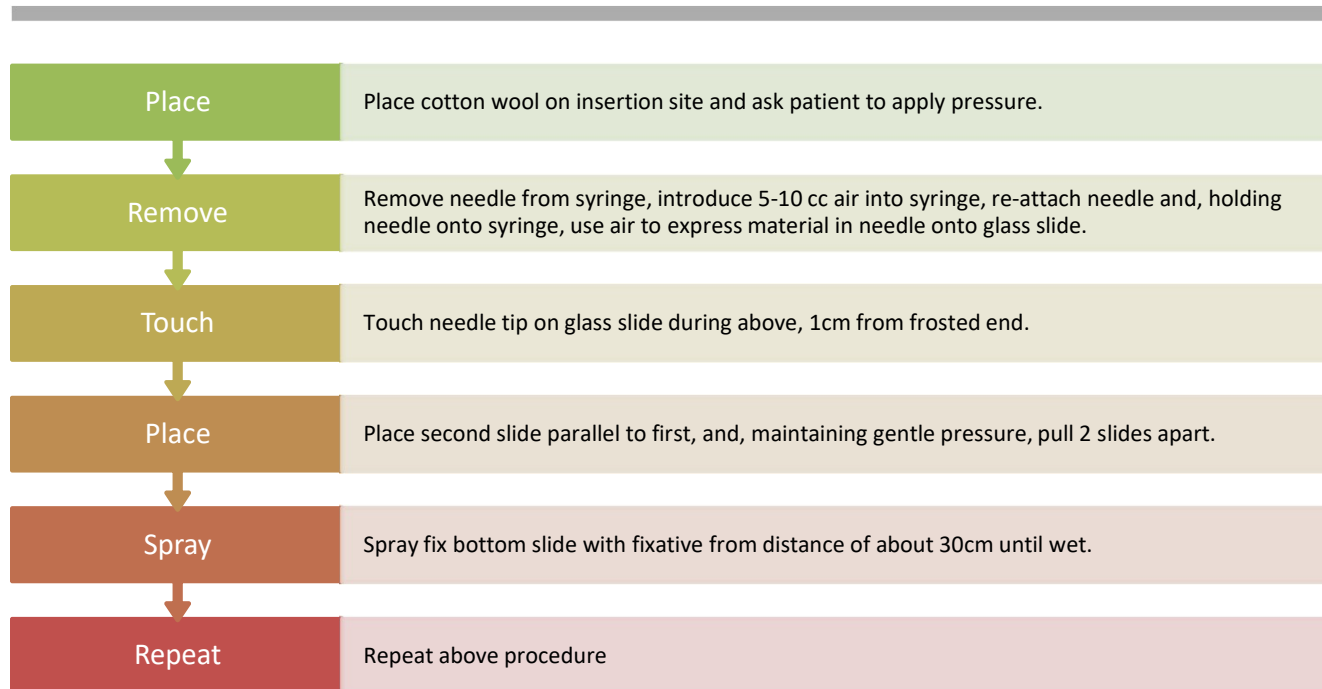 Place
Place cotton wool on insertion site and ask patient to apply pressure.
Remove
Remove needle from syringe, introduce 5-10 cc air into syringe, re-attach needle and, holding
needle onto syringe, use air to express material in needle onto glass slide.
Touch
Touch needle tip on glass slide during above, 1cm from frosted end.
Place
Place second slide parallel to first, and, maintaining gentle pressure, pull 2 slides apart.
Spray
Spray fix bottom slide with fixative from distance of about 30cm until wet.
Repeat
Repeat above procedure